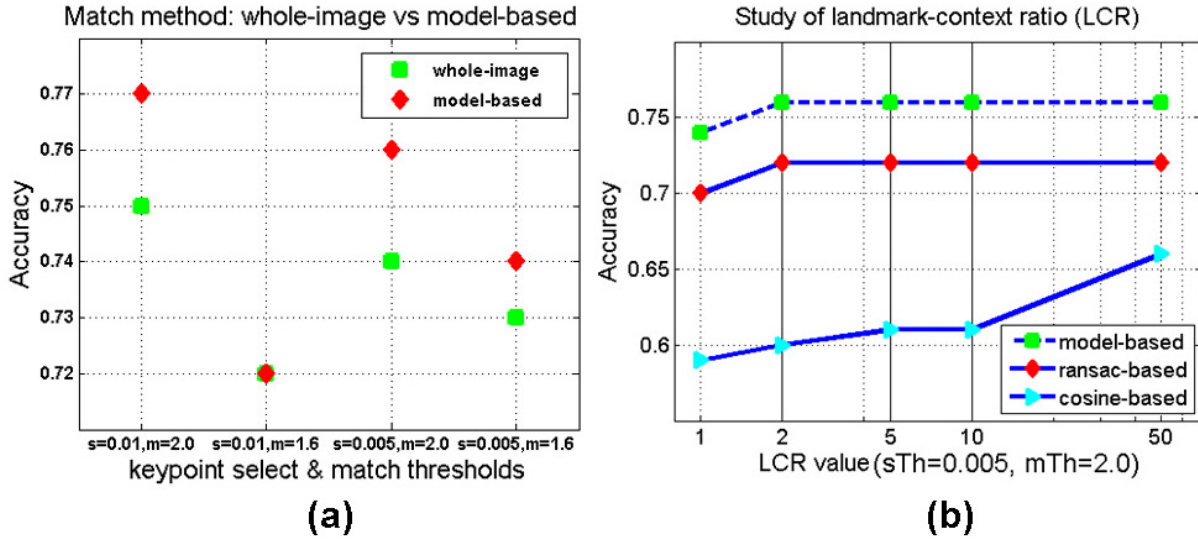 Match method: whole-image vs model-based
whole-image
model-based
0.77
0.76
0.75
0.74
0.73
0.72
Accuracy
s=0.01,m=2.0 s=0.01,m=1.6 s=0.005,m=2.0 s=0.005,m=1.6
keypoint select & match thresholds
(a)
Study of landmark-context ratio (LCR)
0.75
0.7
0.65
0.6
Accuracy
model-based
ransac-based
cosine-based
1 2 5 10 50
LCR value (sTh=0.005, mTh=2.0)
(b)